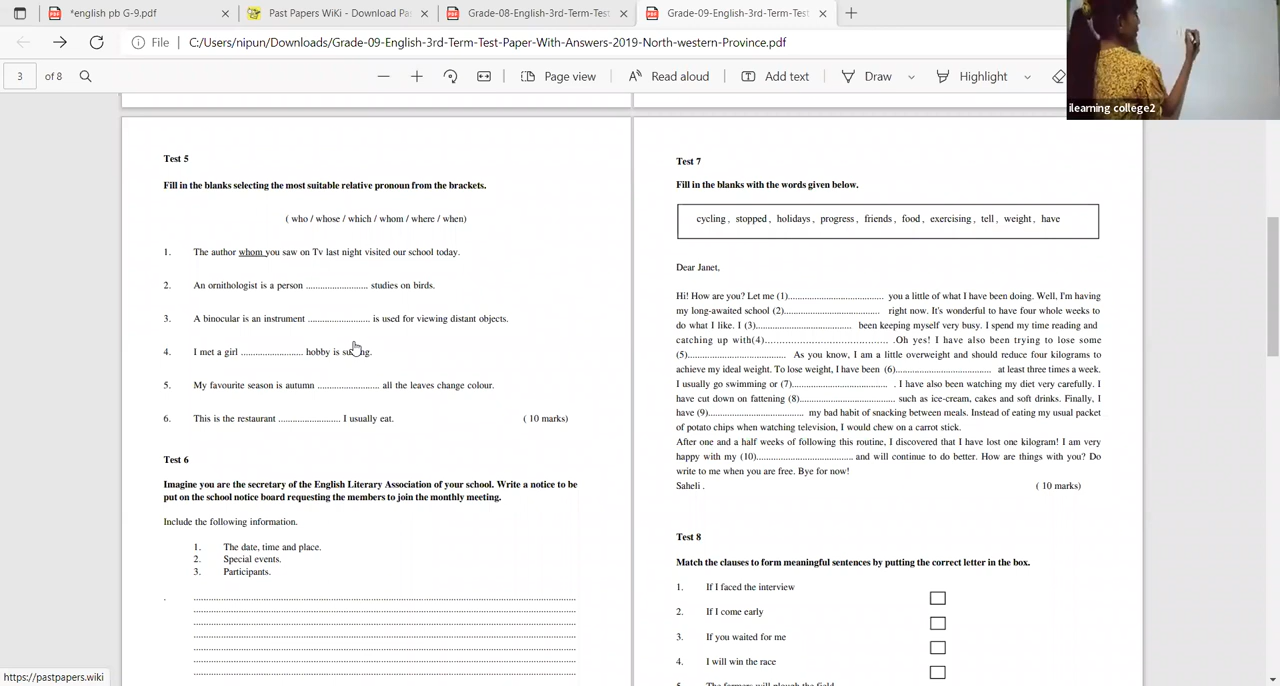 *english pb G-9.pdf
Past Papers WiKi - Download Pa
Grade-08-English-3rd-Term-Test
Grade-09-English-3rd-Term-Test
File C:/Users/nipun/Downloads/Grade-09-English-3rd-Term-Test-Paper-With-Answers-2019-North-western-Province.pdf
3 of 8 Page view Read aloud Add text Draw Highlight
ilearning college2
Test 5
Fill in the blanks selecting the most suitable relative pronoun from the brackets.
( who / whose / which / whom / where / when)
1. The author whom you saw on Tv last night visited our school today.
2. An ornithologist is a person ........................ studies on birds.
3. A binocular is an instrument ........................ is used for viewing distant objects.
4. I met a girl ........................ hobby is
5. My favourite season is autumn ........................ all the leaves change colour.
6. This is the restaurant ........................ I usually eat. ( 10 marks)
Test 6
Imagine you are the secretary of the English Literary Association of your school. Write a notice to be
put on the school notice board requesting the members to join the monthly meeting.
Include the following information.
1. The date, time and place.
2. Special events.
3. Participants.
https://pastpapers.wiki
Test 7
Fill in the blanks with the words given below.
cycling , stopped , holidays , progress , friends , food , exercising , tell , weight , have
Dear Janet,
Hi! How are you? Let me (1)..................................... you a little of what I have been doing. Well, I'm having
my long-awaited school (2)..................................... right now. It's wonderful to have four whole weeks to
do what I like. I (3)..................................... been keeping myself very busy. I spend my time reading and
catching up with(4)..................................... .Oh yes! I have also been trying to lose some
(5)..................................... As you know, I am a little overweight and should reduce four kilograms to
achieve my ideal weight. To lose weight, I have been (6)..................................... at least three times a week.
I usually go swimming or (7)..................................... . I have also been watching my diet very carefully. I
have cut down on fattening (8)..................................... such as ice-cream, cakes and soft drinks. Finally, I
have (9)..................................... my bad habit of snacking between meals. Instead of eating my usual packet
of potato chips when watching television, I would chew on a carrot stick.
After one and a half weeks of following this routine, I discovered that I have lost one kilogram! I am very
happy with my (10)..................................... and will continue to do better. How are things with you? Do
write to me when you are free. Bye for now!
Saheli . ( 10 marks)
Test 8
Match the clauses to form meaningful sentences by putting the correct letter in the box.
1. If I faced the interview
2. If I come early
3. If you waited for me
4. I will win the race
5. The farmers will plough the field